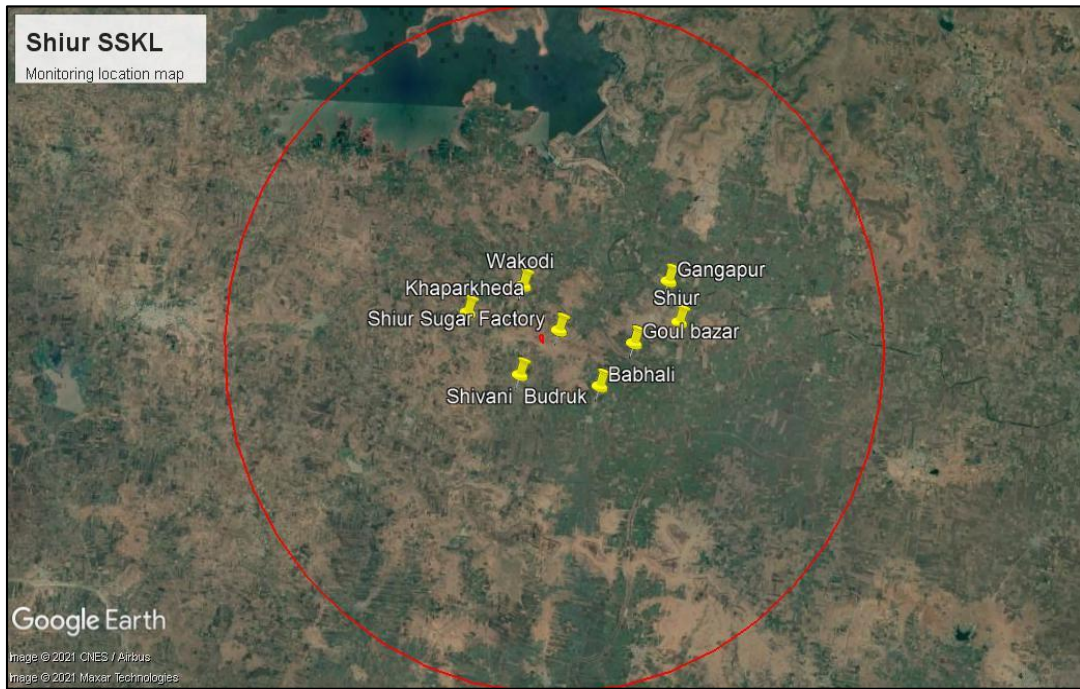 Shiur SSKL
Monitoring location map
Wakodi
Gangapur
Khaparkheda
Shiur
Shiur Sugar Factory
Goul bazar
Babhali
Shivani Budruk
Google Earth
Image © 2021 CNES / Airbus
Image © 2021 Maxar Technologies